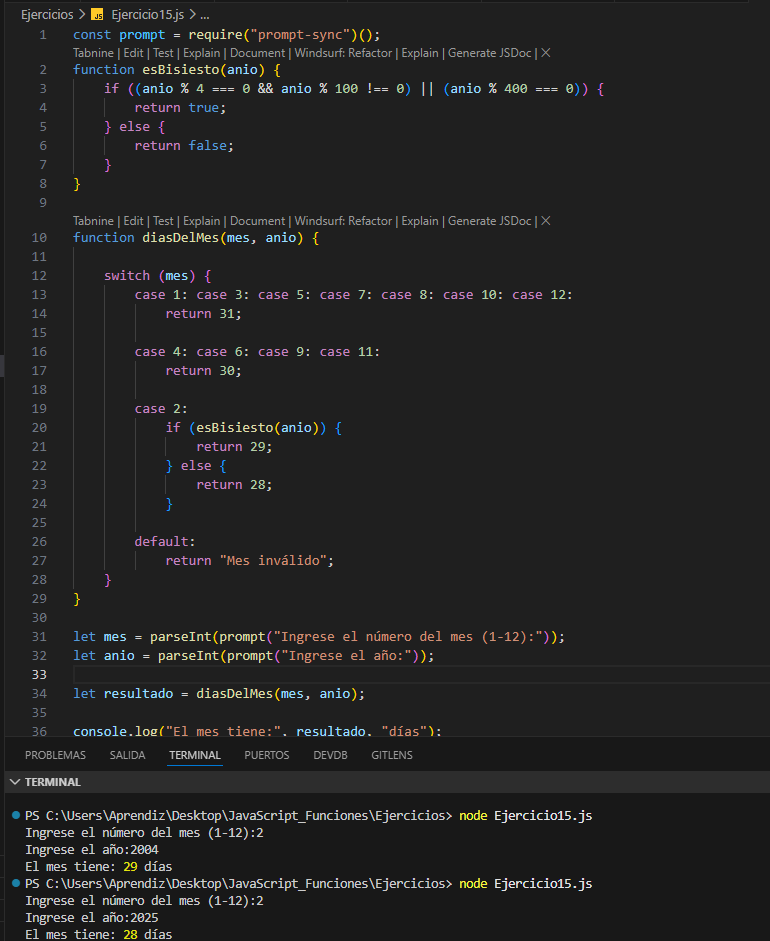 Ejercicios > JS Ejercicio15.js > ...
1 const prompt = require("prompt-sync")();
Tabnine | Edit | Test | Explain | Document | Windsurf: Refactor | Explain | Generate JSDoc | ×
2 function esBisiesto(anio) {
3 if ((anio % 4 === 0 && anio % 100 !== 0) || (anio % 400 === 0)) {
4 return true;
5 } else {
6 return false;
7 }
8 }
9
Tabnine | Edit | Test | Explain | Document | Windsurf: Refactor | Explain | Generate JSDoc | ×
10 function diasDelMes(mes, anio) {
11
12 switch (mes) {
13 case 1: case 3: case 5: case 7: case 8: case 10: case 12:
14 return 31;
15
16 case 4: case 6: case 9: case 11:
17 return 30;
18
19 case 2:
20 if (esBisiesto(anio)) {
21 return 29;
22 } else {
23 return 28;
24 }
25
26 default:
27 return "Mes inválido";
28 }
29 }
30
31 let mes = parseInt(prompt("Ingrese el número del mes (1-12):"));
32 let anio = parseInt(prompt("Ingrese el año:"));
33
34 let resultado = diasDelMes(mes, anio);
35
36 console.log("El mes tiene:", resultado, "días");
PROBLEMAS SALIDA TERMINAL PUERTOS DEVDB GITLENS
TERMINAL
PS C:\Users\Aprendiz\Desktop\JavaScript_Funciones\Ejercicios> node Ejercicio15.js
Ingrese el número del mes (1-12):2
Ingrese el año:2004
El mes tiene: 29 días
PS C:\Users\Aprendiz\Desktop\JavaScript_Funciones\Ejercicios> node Ejercicio15.js
Ingrese el número del mes (1-12):2
Ingrese el año:2025
El mes tiene: 28 días